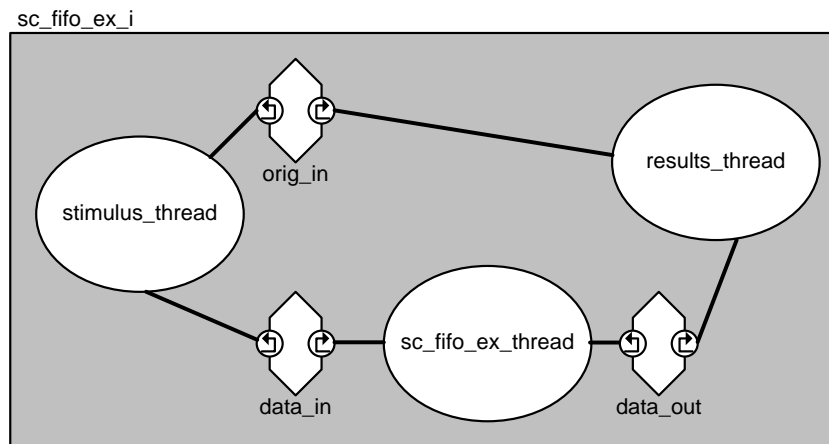 sc_fifo_ex_i
orig_in
results_thread
stimulus_thread
sc_fifo_ex_thread
data_in
data_out